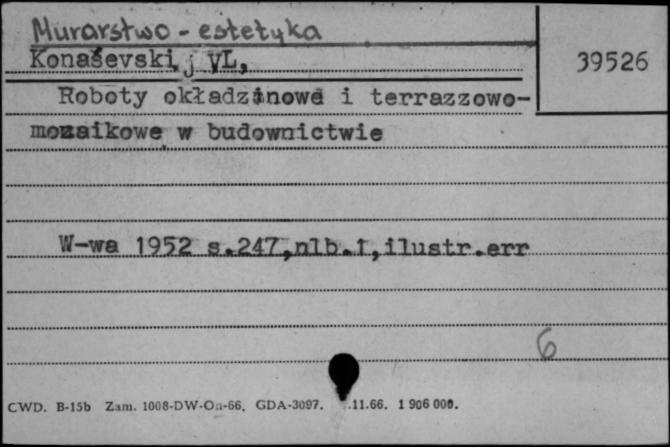 Murarstwo - estetyka
Konaševski j VL,
39526
Roboty okładzinowe i terrazzowo-
mozaikowe w budownictwie
W-wa 1952 s.247,nlb.1,ilustr.err
6
CWD. B-15b Zam. 1008-DW-Oa-66. GDA-3097. .11.66. 1 906 000.